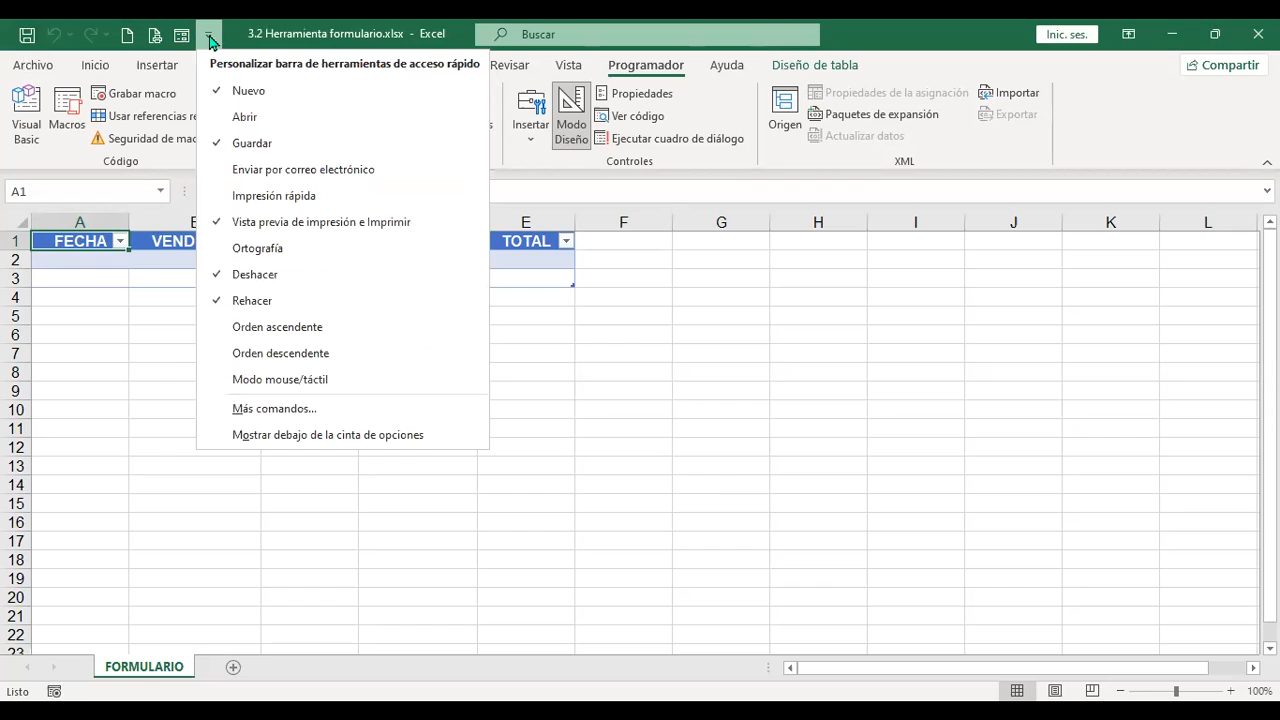 3.2 Herramienta formulario.xlsx - Excel
Buscar
Inic. ses.
Archivo Inicio Insertar Revisar Vista Programador Ayuda Diseño de tabla Compartir
Visual Basic
Macros
Grabar macro
Usar referencias re
Seguridad de mac
Código
Insertar
Modo Diseño
Propiedades
Ver código
Ejecutar cuadro de diálogo
Controles
Origen
Propiedades de la asignación
Paquetes de expansión
Actualizar datos
Importar
Exportar
XML
Personalizar barra de herramientas de acceso rápido
Nuevo
Abrir
Guardar
Enviar por correo electrónico
Impresión rápida
Vista previa de impresión e Imprimir
Ortografía
Deshacer
Rehacer
Orden ascendente
Orden descendente
Modo mouse/táctil
Más comandos...
Mostrar debajo de la cinta de opciones
A1
A E F G H I J K L
1 FECHA VEND TOTAL
2
3
4
5
6
7
8
9
10
11
12
13
14
15
16
17
18
19
20
21
22
FORMULARIO
Listo
100%